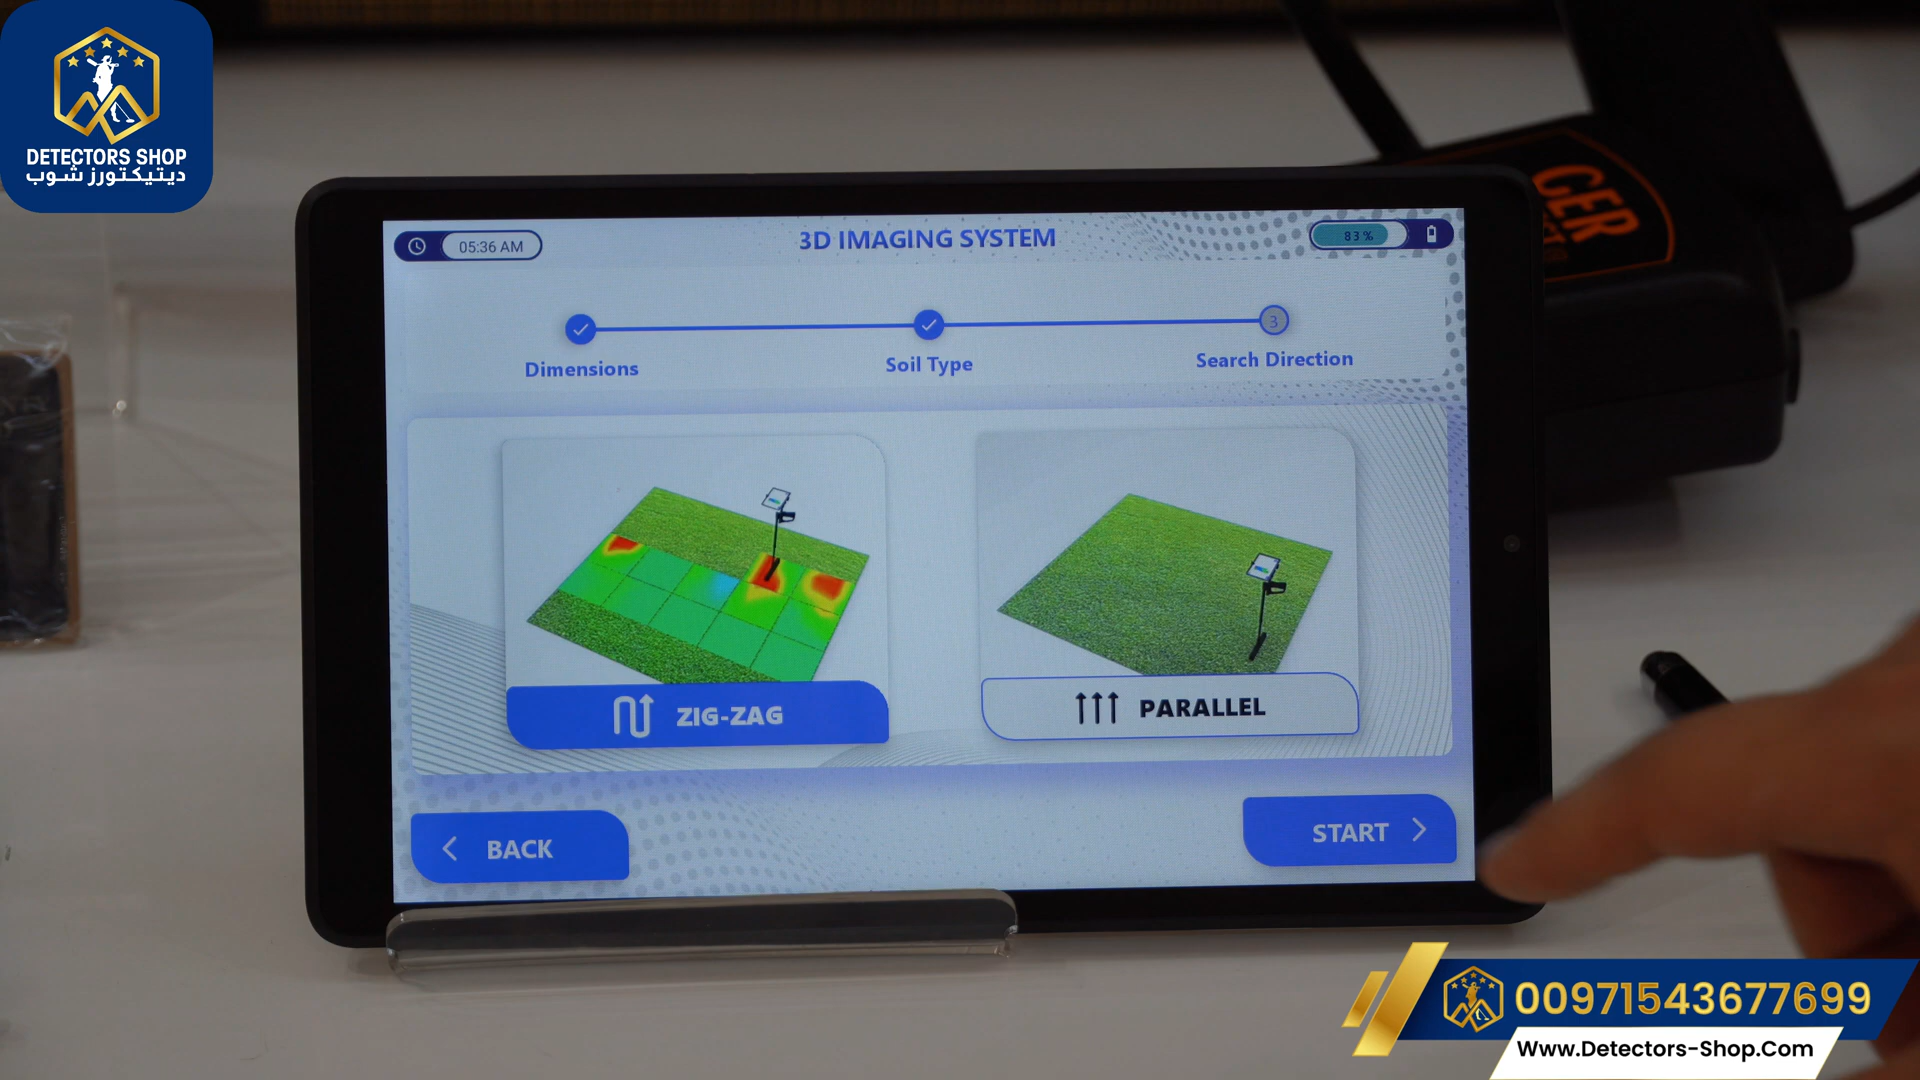 DETECTORS SHOP
ديتيكتورز شوب
05:36 AM
3D IMAGING SYSTEM
83%
3
Dimensions
Soil Type
Search Direction
ZIG-ZAG
PARALLEL
BACK
START
GER
00971543677699
Www.Detectors-Shop.Com